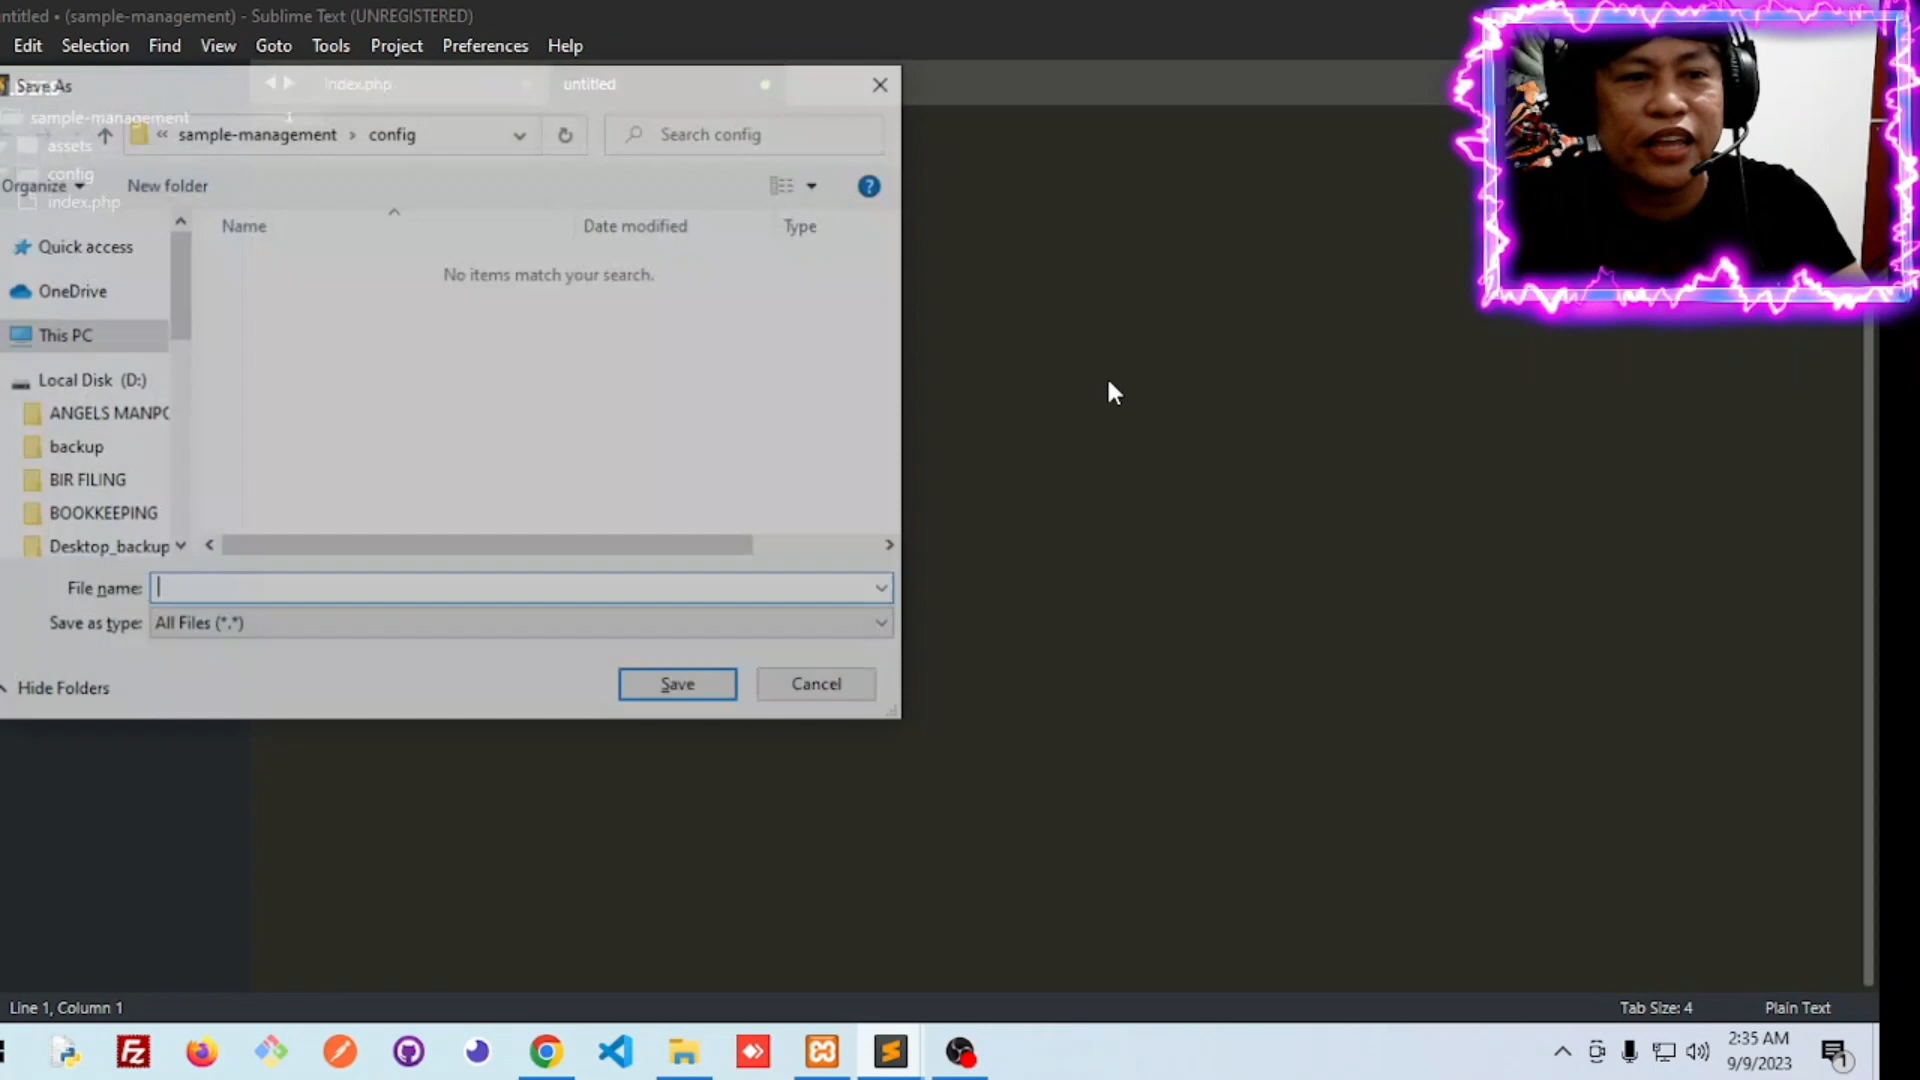 ntitled • (sample-management) - Sublime Text (UNREGISTERED)
Edit Selection Find View Goto Tools Project Preferences Help
Save As
index.php untitled
sample-management 1
« sample-management › config Search config
assets
config
Organize New folder
index.php
Name Date modified Type
Quick access
No items match your search.
OneDrive
This PC
Local Disk (D:)
ANGELS MANPO
backup
BIR FILING
BOOKKEEPING
Desktop_backup
File name:
Save as type: All Files (*.*)
Hide Folders Save Cancel
Line 1, Column 1 Tab Size: 4 Plain Text
2:35 AM
9/9/2023
1